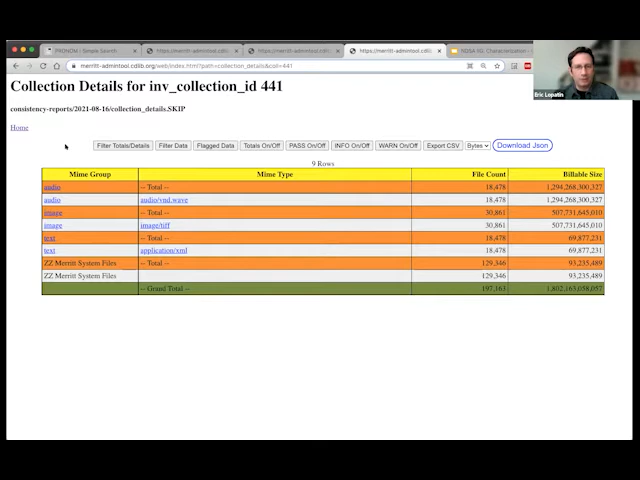 PRONOM | Simple Search
https://merritt-admintool.cdlib.
https://merritt-admintool.cdlib.
https://merritt-admintool.cdlib.
NDSA XG: Characterization -
merritt-admintool.cdlib.org/web/index.html?path=collection_details&coll=441
Eric Lopatin
Collection Details for inv_collection_id 441
consistency-reports/2021-08-16/collection_details.SKIP
Home
Filter Totals/Details Filter Data Flagged Data Totals On/Off PASS On/Off INFO On/Off WARN On/Off Export CSV Bytes Download Json
9 Rows
Mime Group Mime Type File Count Billable Size
audio -- Total -- 18,478 1,294,268,300,327
audio audio/vnd.wave 18,478 1,294,268,300,327
image -- Total -- 30,861 507,731,645,010
image image/tiff 30,861 507,731,645,010
text -- Total -- 18,478 69,877,231
text application/xml 18,478 69,877,231
ZZ Merritt System Files -- Total -- 129,346 93,235,489
ZZ Merritt System Files 129,346 93,235,489
-- Grand Total -- 197,163 1,802,163,058,057